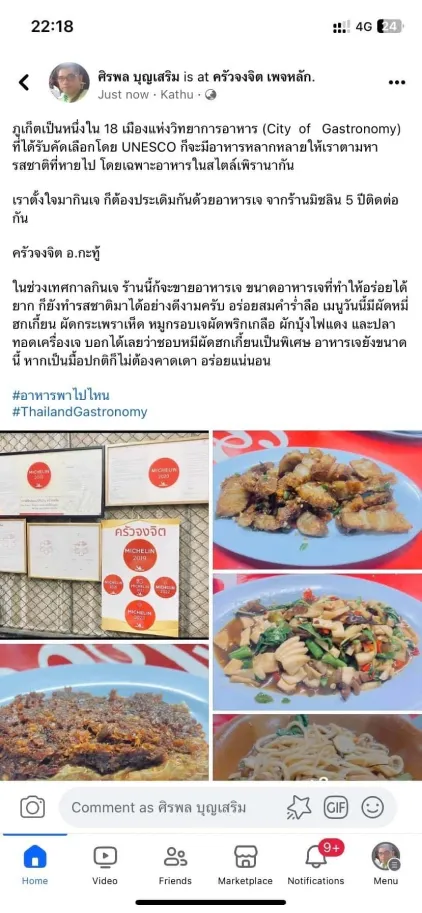 22:18
4G 24
ศิรพล บุญเสริม is at ครัวจงจิต เพจหลัก.
Just now · Kathu ·
ภูเก็ตเป็นหนึ่งใน 18 เมืองแห่งวิทยาการอาหาร (City of Gastronomy)
ที่ได้รับคัดเลือกโดย UNESCO ก็จะมีอาหารหลากหลายให้เราตามหา
รสชาติที่หายไป โดยเฉพาะอาหารในสไตล์เพิรานากัน
เราตั้งใจมากินเจ ก็ต้องประเดิมกันด้วยอาหารเจ จากร้านมิชลิน 5 ปีติดต่อ
กัน
ครัวจงจิต อ.กะทู้
ในช่วงเทศกาลกินเจ ร้านนี้ก็จะขายอาหารเจ ขนาดอาหารเจที่ทำให้อร่อยได้
ยาก ก็ยังทำรสชาติมาได้อย่างดีงามครับ อร่อยสมคำร่ำลือ เมนูวันนี้มีผัดหมี่
ฮกเกี้ยน ผัดกระเพราเห็ด หมูกรอบเจผัดพริกเกลือ ผักบุ้งไฟแดง และปลา
ทอดเครื่องเจ บอกได้เลยว่าชอบหมี่ผัดฮกเกี้ยนเป็นพิเศษ อาหารเจยังขนาด
นี้ หากเป็นมื้อปกติก็ไม่ต้องคาดเดา อร่อยแน่นอน
#อาหารพาไปไหน
#ThailandGastronomy
MICHELIN
MICHELIN
ครัวจงจิต
MICHELIN
2019
Comment as ศิรพล บุญเสริม
GIF
9+
Home
Video
Friends
Marketplace
Notifications
Menu